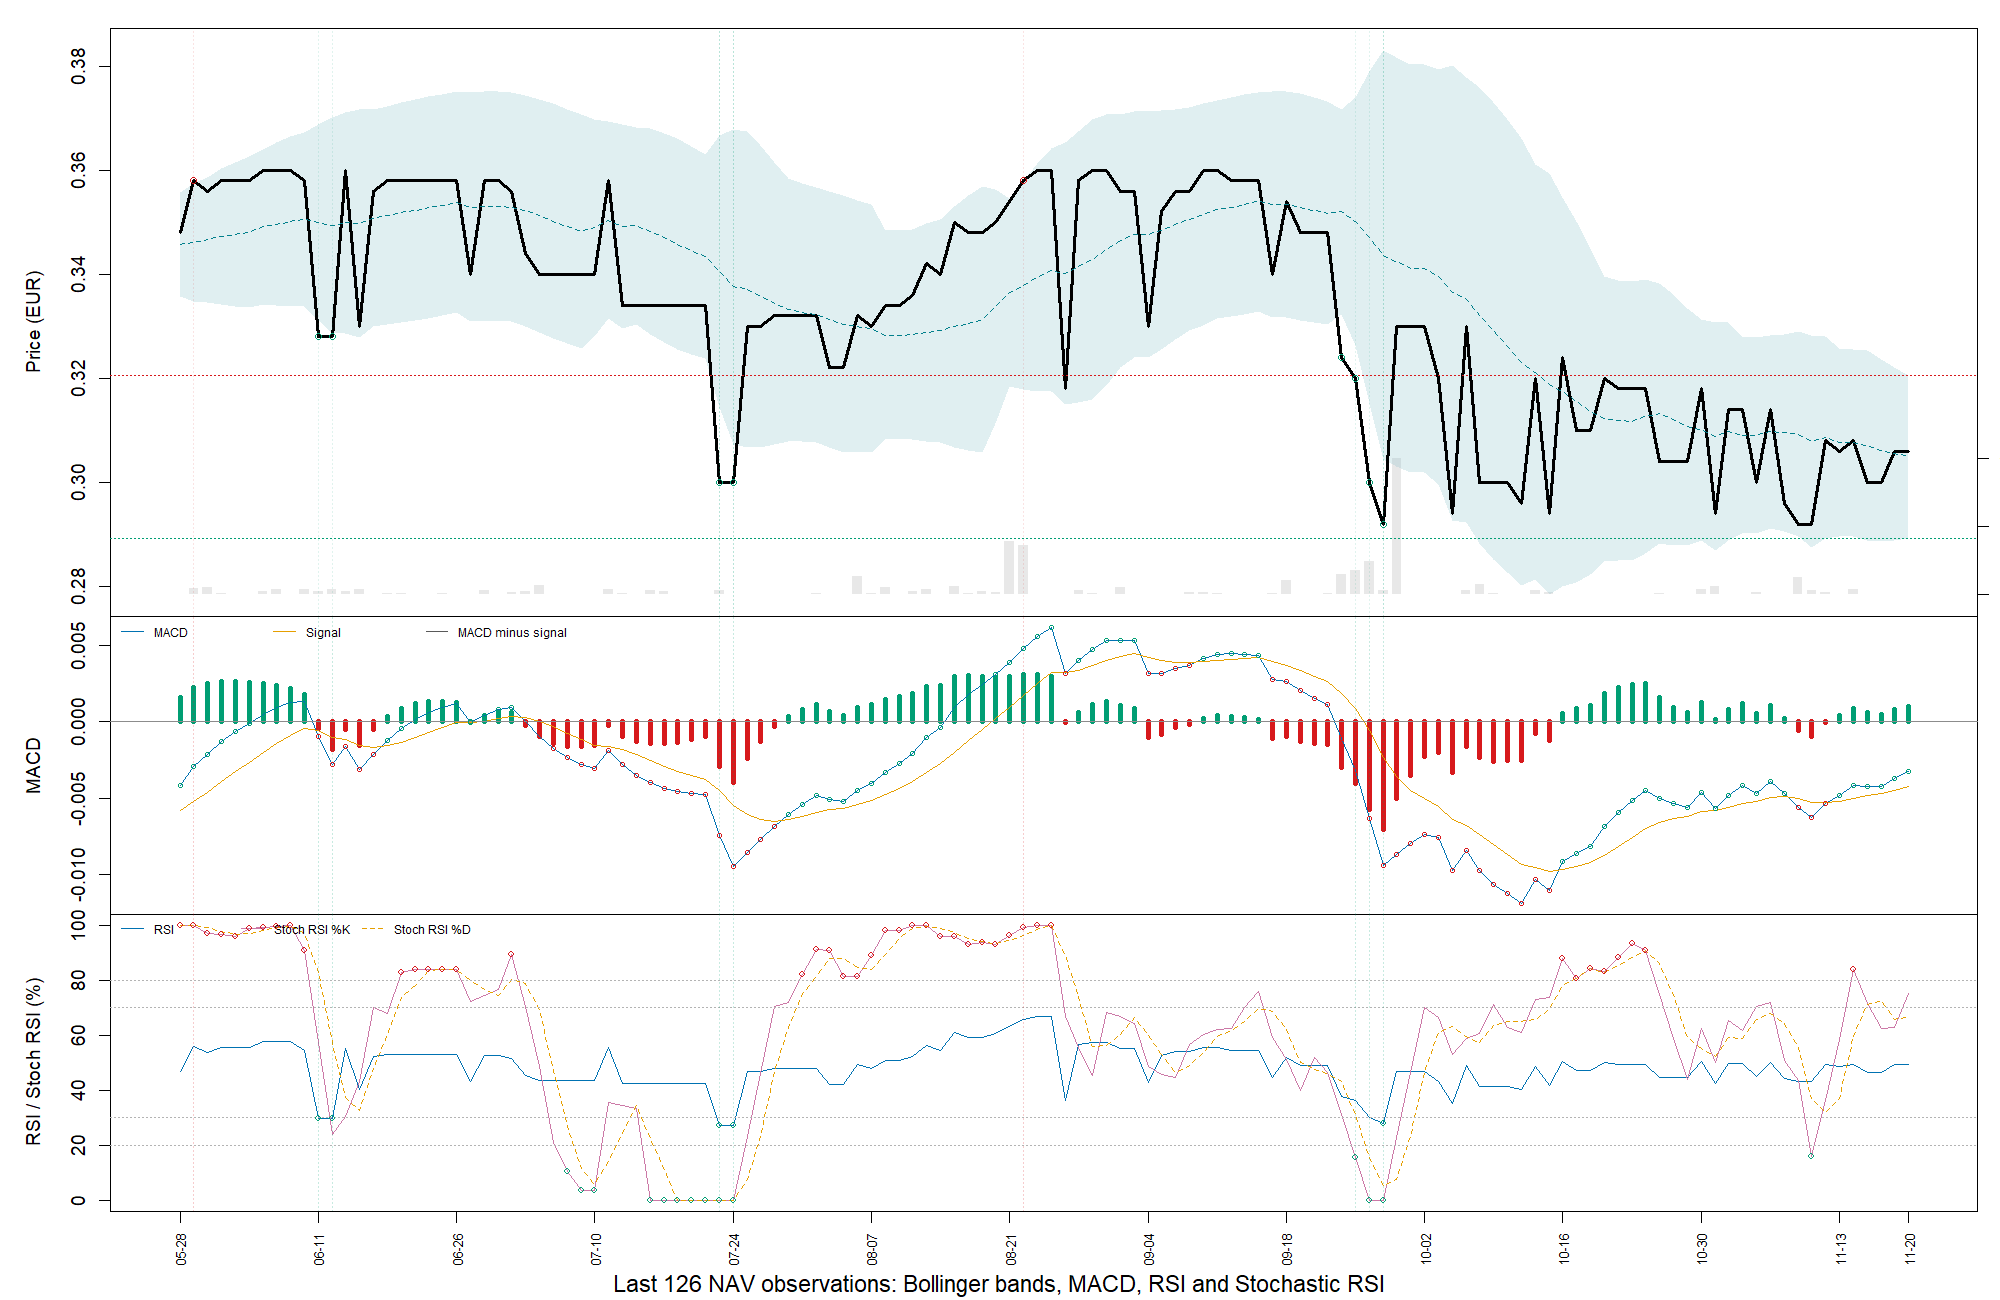 Price (EUR)
0.38
0.36
0.34
0.32
0.30
0.28
MACD Signal MACD minus signal
MACD
0.005
0.000
-0.005
-0.010
RSI Stoch RSI %K Stoch RSI %D
RSI / Stoch RSI (%)
100
80
60
40
20
0
05-28 06-11 06-26 07-10 07-24 08-07 08-21 09-04 09-18 10-02 10-16 10-30 11-13 11-20
Last 126 NAV observations: Bollinger bands, MACD, RSI and Stochastic RSI